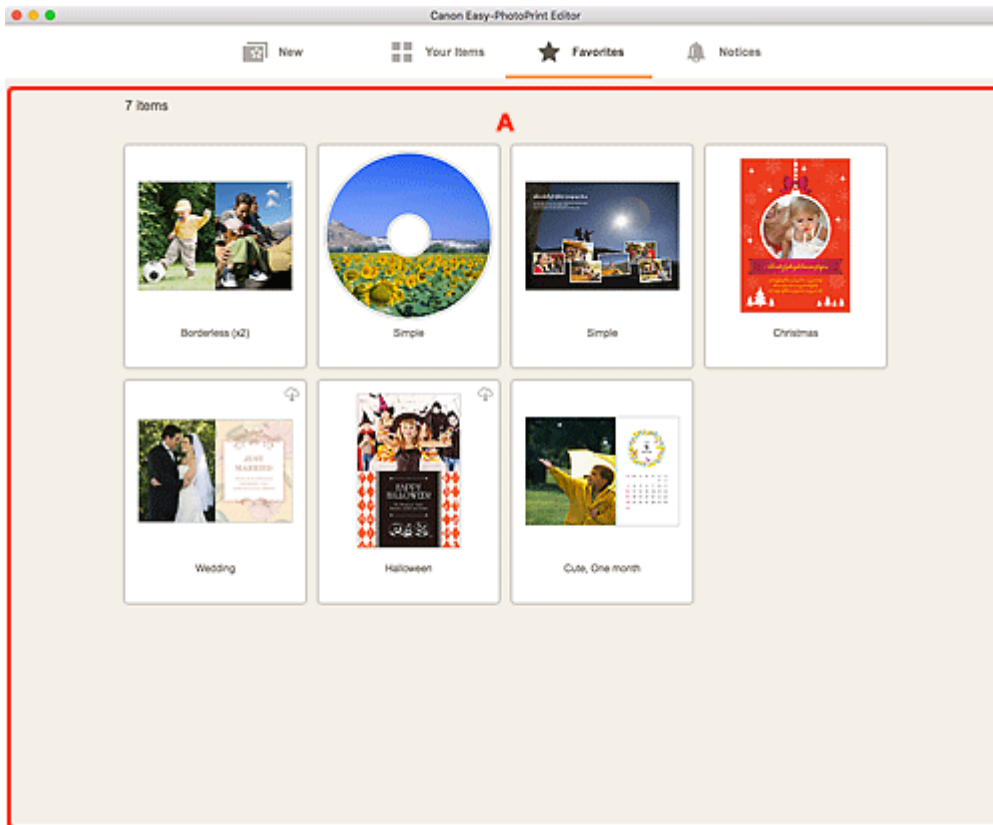 Canon Easy-PhotoPrint Editor
New
Your Items
Favorites
Notices
7 items
A
Borderless (x2)
Simple
Simple
Christmas
JUST
MARRIED
HAPPY
HALLOWEEN!
Wedding
Halloween
Cute, One month